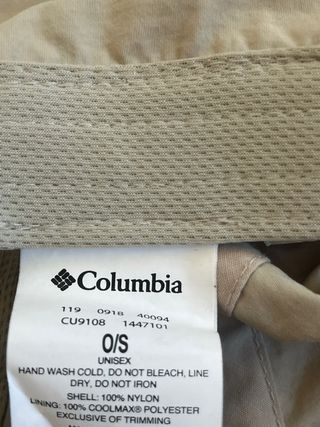 Columbia
119 0918 40094
CU9108 1447101
O/S
UNISEX
HAND WASH COLD, DO NOT BLEACH, LINE
DRY, DO NOT IRON
SHELL: 100% NYLON
LINING: 100% COOLMAX® POLYESTER
EXCLUSIVE OF TRIMMING